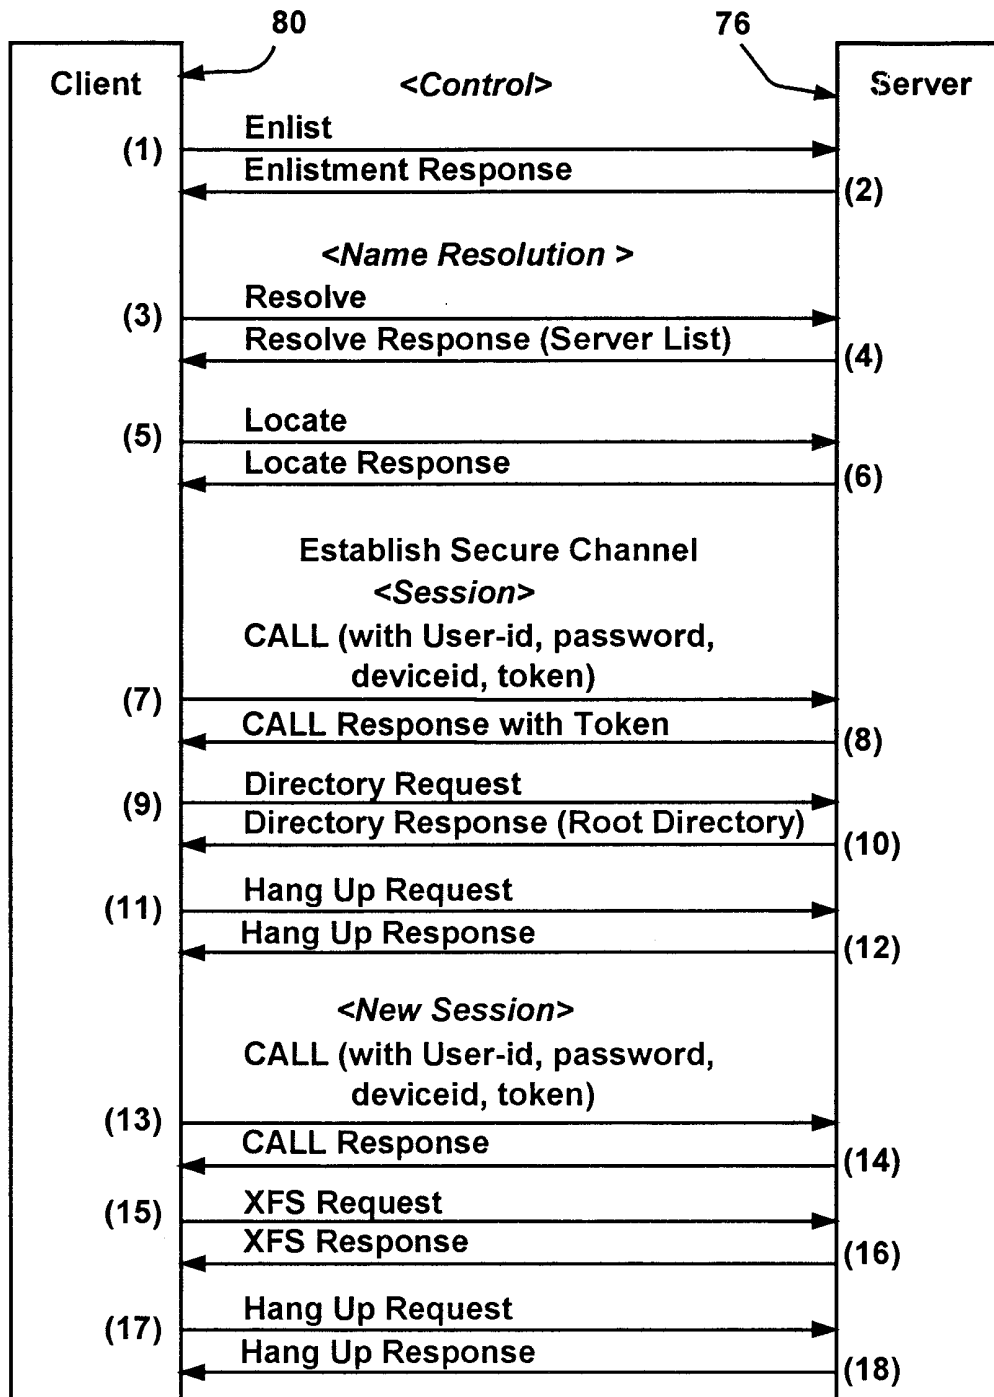 80
76
Client
<Control>
Server
Enlist
(1)
Enlistment Response
(2)
<Name Resolution >
Resolve
(3)
Resolve Response (Server List)
(4)
Locate
(5)
Locate Response
(6)
Establish Secure Channel
<Session>
CALL (with User-id, password,
deviceid, token)
(7)
CALL Response with Token
(8)
Directory Request
(9)
Directory Response (Root Directory)
(10)
Hang Up Request
(11)
Hang Up Response
(12)
<New Session>
CALL (with User-id, password,
deviceid, token)
(13)
CALL Response
(14)
XFS Request
(15)
XFS Response
(16)
Hang Up Request
(17)
Hang Up Response
(18)